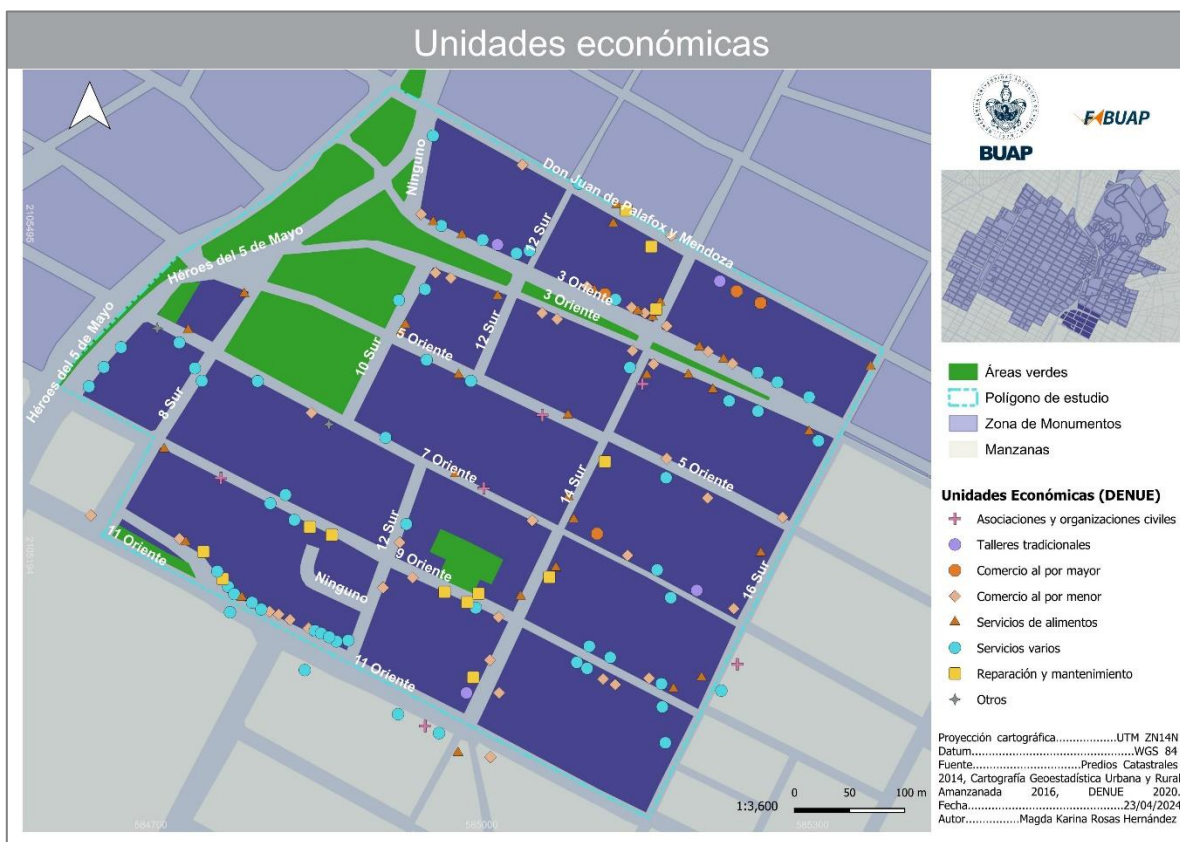 Unidades económicas
Don Juan de Palafox y Mendoza
Ninguno
12 Sur
Héroes del 5 de Mayo
3 Oriente
3 Oriente
12 Sur
10 Sur
5 Oriente
Héroes del 5 de Mayo
8 Sur
7 Oriente
5 Oriente
14 Sur
12 Sur
9 Oriente
16 Sur
11 Oriente
Ninguno
11 Oriente
2105495
2105194
584700
585000
585300
1:3,600
0 50 100 m
BUAP
FABUAP
Áreas verdes
Polígono de estudio
Zona de Monumentos
Manzanas
Unidades Económicas (DENUE)
Asociaciones y organizaciones civiles
Talleres tradicionales
Comercio al por mayor
Comercio al por menor
Servicios de alimentos
Servicios varios
Reparación y mantenimiento
Otros
Proyección cartográfica.................UTM ZN14N
Datum.................................WGS 84
Fuente................................Predios Catastrales
2014, Cartografía Geoestadística Urbana y Rural
Amanzanada 2016, DENUE 2020.
Fecha.................................23/04/2024
Autor..............Magda Karina Rosas Hernández